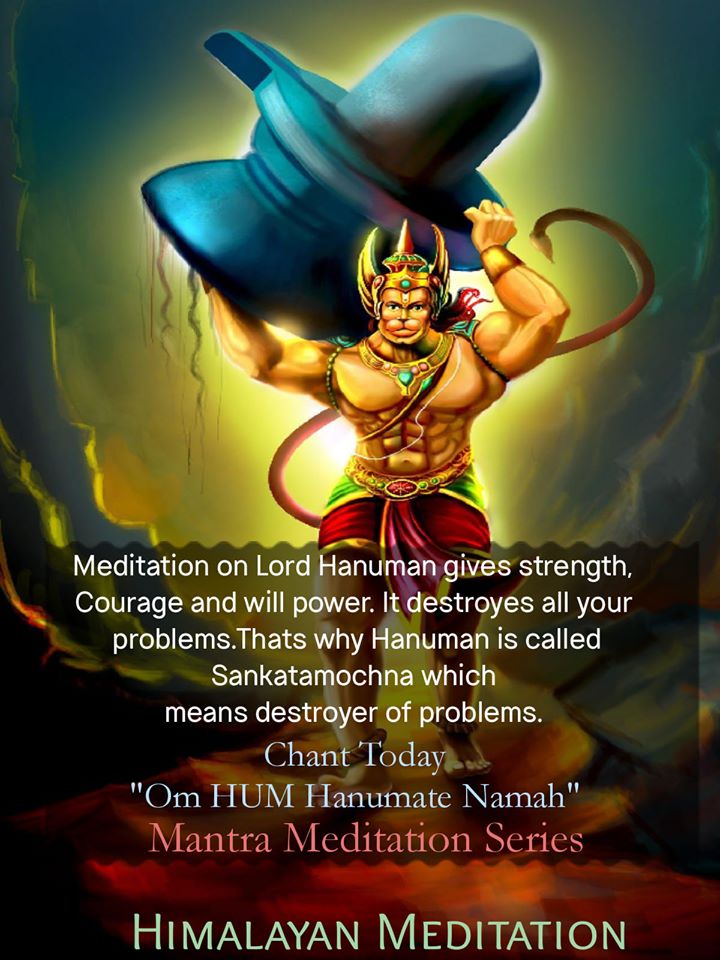 Meditation on Lord Hanuman gives strength,
Courage and will power. It destroyes all your
problems.Thats why Hanuman is called
Sankatamochna which
means destroyer of problems.
Chant Today
"Om HUM Hanumate Namah"
Mantra Meditation Series
HIMALAYAN MEDITATION